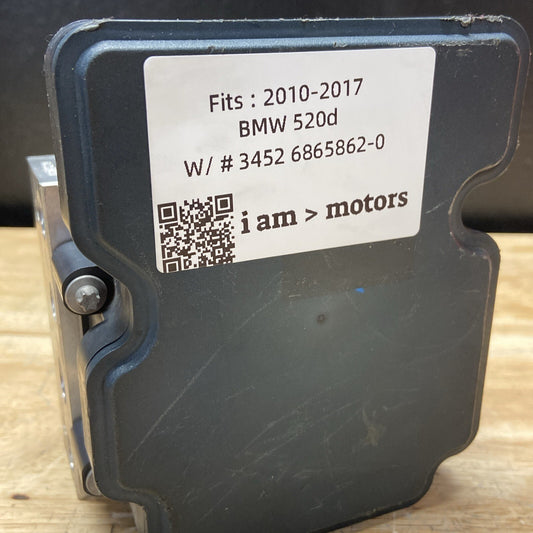 Fits : 2010-2017
BMW 520d
W/ # 3452 6865862-0
i am > motors